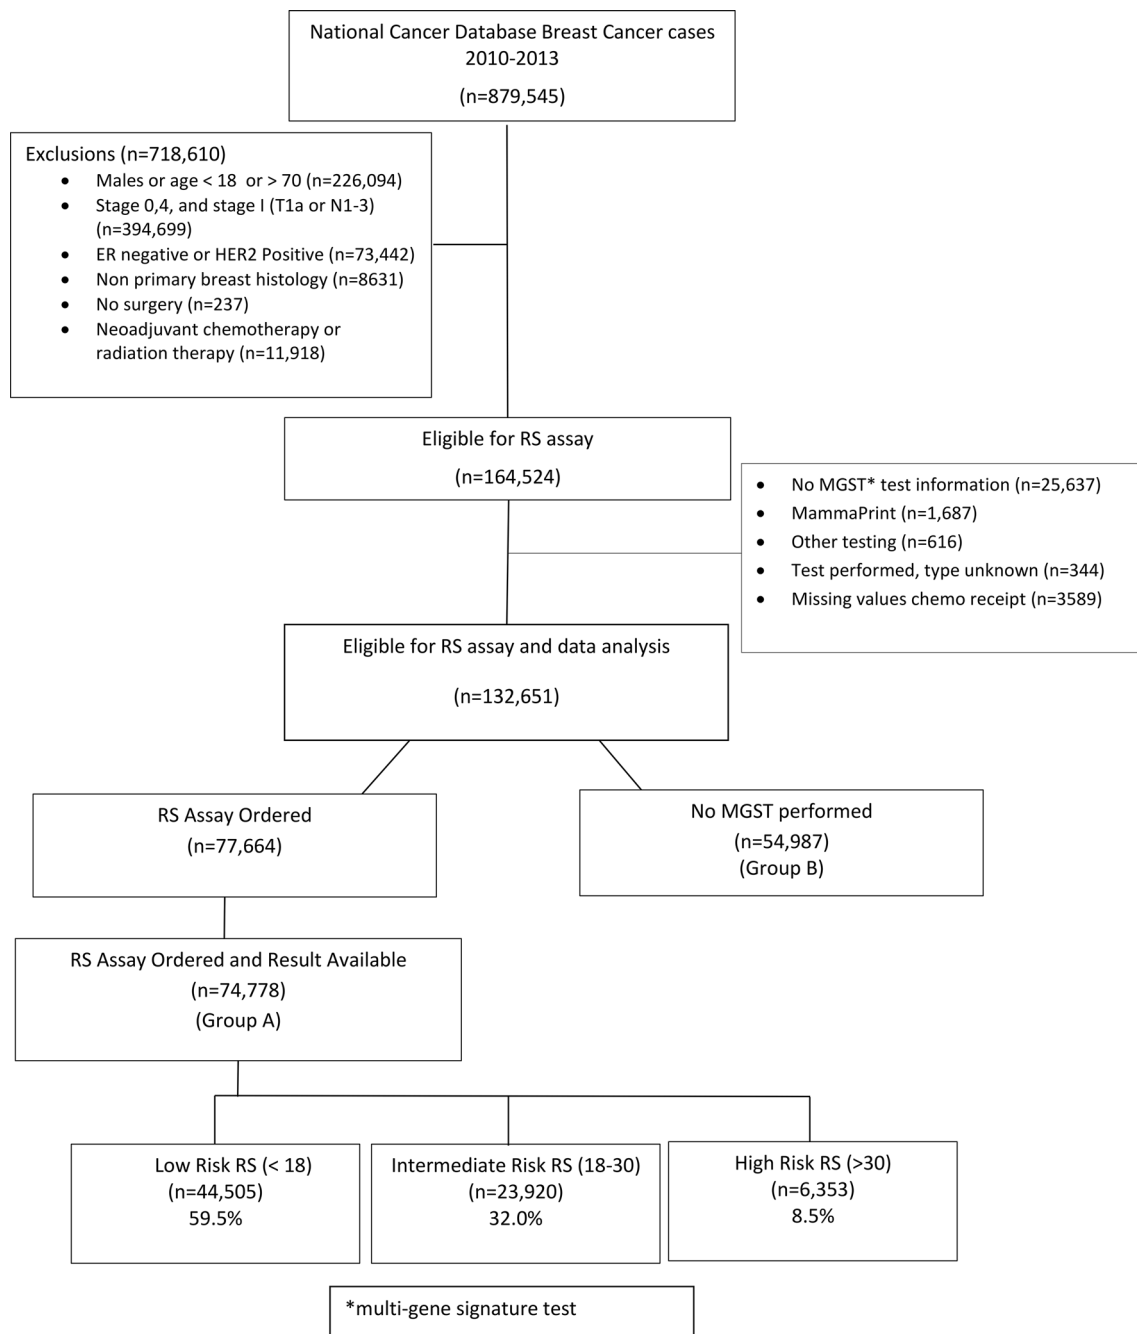 National Cancer Database Breast Cancer cases
2010-2013
(n=879,545)
Exclusions (n=718,610)
• Males or age < 18 or > 70 (n=226,094)
• Stage 0,4, and stage I (T1a or N1-3)
(n=394,699)
• ER negative or HER2 Positive (n=73,442)
• Non primary breast histology (n=8631)
• No surgery (n=237)
• Neoadjuvant chemotherapy or
radiation therapy (n=11,918)
Eligible for RS assay
(n=164,524)
• No MGST* test information (n=25,637)
• MammaPrint (n=1,687)
• Other testing (n=616)
• Test performed, type unknown (n=344)
• Missing values chemo receipt (n=3589)
Eligible for RS assay and data analysis
(n=132,651)
RS Assay Ordered
(n=77,664)
No MGST performed
(n=54,987)
(Group B)
RS Assay Ordered and Result Available
(n=74,778)
(Group A)
Low Risk RS (< 18)
(n=44,505)
59.5%
Intermediate Risk RS (18-30)
(n=23,920)
32.0%
High Risk RS (>30)
(n=6,353)
8.5%
*multi-gene signature test